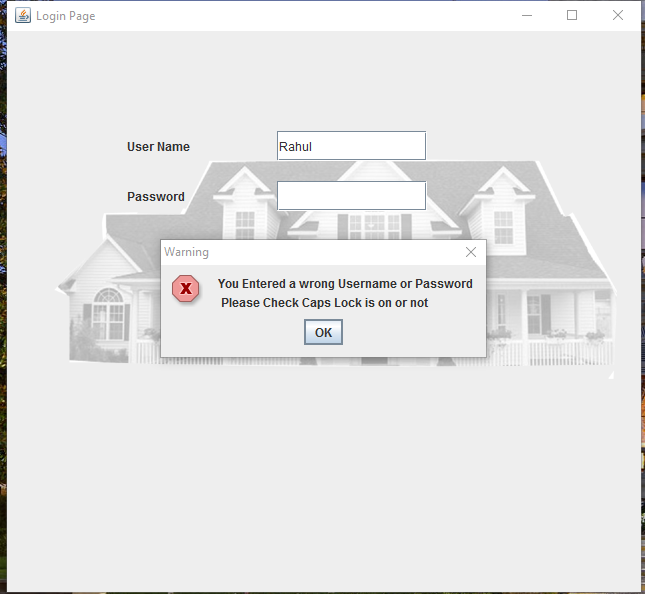 Login Page
User Name
Rahul
Password
Warning
You Entered a wrong Username or Password
Please Check Caps Lock is on or not
OK